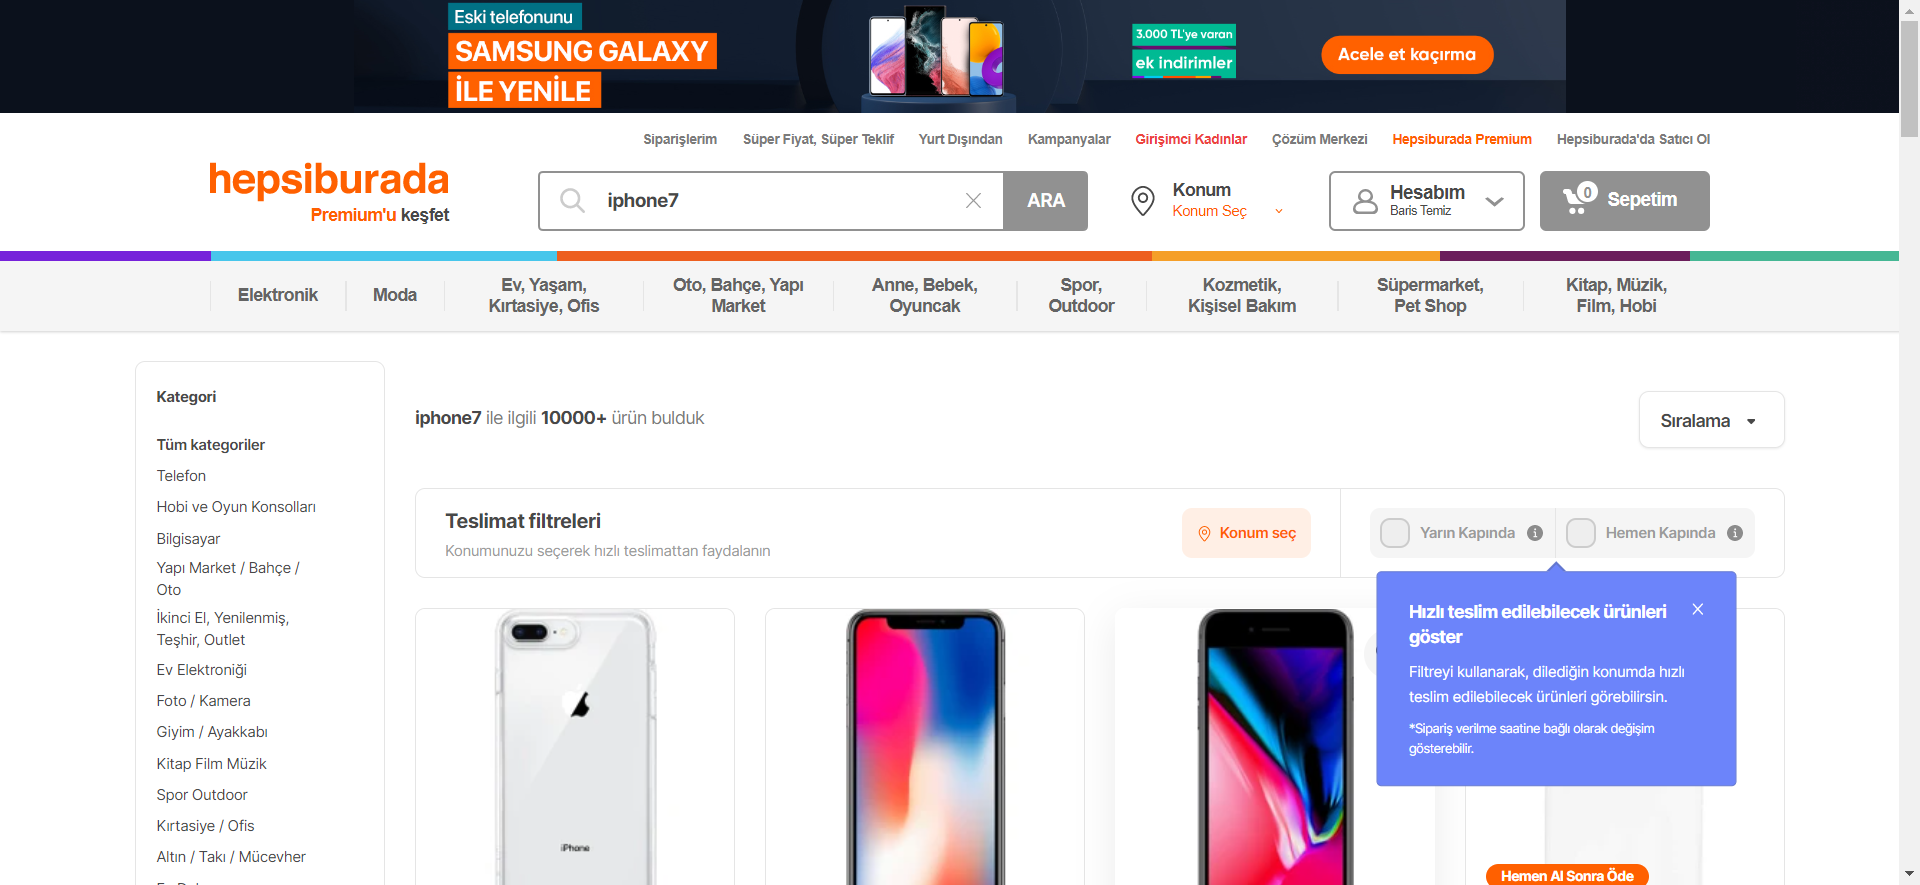 Eski telefonunu
SAMSUNG GALAXY
İLE YENİLE
3.000 TL'ye varan
ek indirimler
Acele et kaçırma
Siparişlerim
Süper Fiyat, Süper Teklif
Yurt Dışından
Kampanyalar
Girişimci Kadınlar
Çözüm Merkezi
Hepsiburada Premium
Hepsiburada'da Satıcı Ol
hepsiburada
Premium'u keşfet
iphone7
ARA
Konum
Konum Seç
Hesabım
Baris Temiz
0
Sepetim
Elektronik
Moda
Ev, Yaşam,
Kırtasiye, Ofis
Oto, Bahçe, Yapı
Market
Anne, Bebek,
Oyuncak
Spor,
Outdoor
Kozmetik,
Kişisel Bakım
Süpermarket,
Pet Shop
Kitap, Müzik,
Film, Hobi
Kategori
Tüm kategoriler
Telefon
Hobi ve Oyun Konsolları
Bilgisayar
Yapı Market / Bahçe /
Oto
İkinci El, Yenilenmiş,
Teşhir, Outlet
Ev Elektroniği
Foto / Kamera
Giyim / Ayakkabı
Kitap Film Müzik
Spor Outdoor
Kırtasiye / Ofis
Altın / Takı / Mücevher
iphone7 ile ilgili 10000+ ürün bulduk
Sıralama
Teslimat filtreleri
Konumunuzu seçerek hızlı teslimattan faydalanın
Konum seç
Yarın Kapında
Hemen Kapında
Hızlı teslim edilebilecek ürünleri
göster
Filtreyi kullanarak, dilediğin konumda hızlı
teslim edilebilecek ürünleri görebilirsin.
*Sipariş verilme saatine bağlı olarak değişim
gösterebilir.
iPhone
Hemen Al Sonra Öde